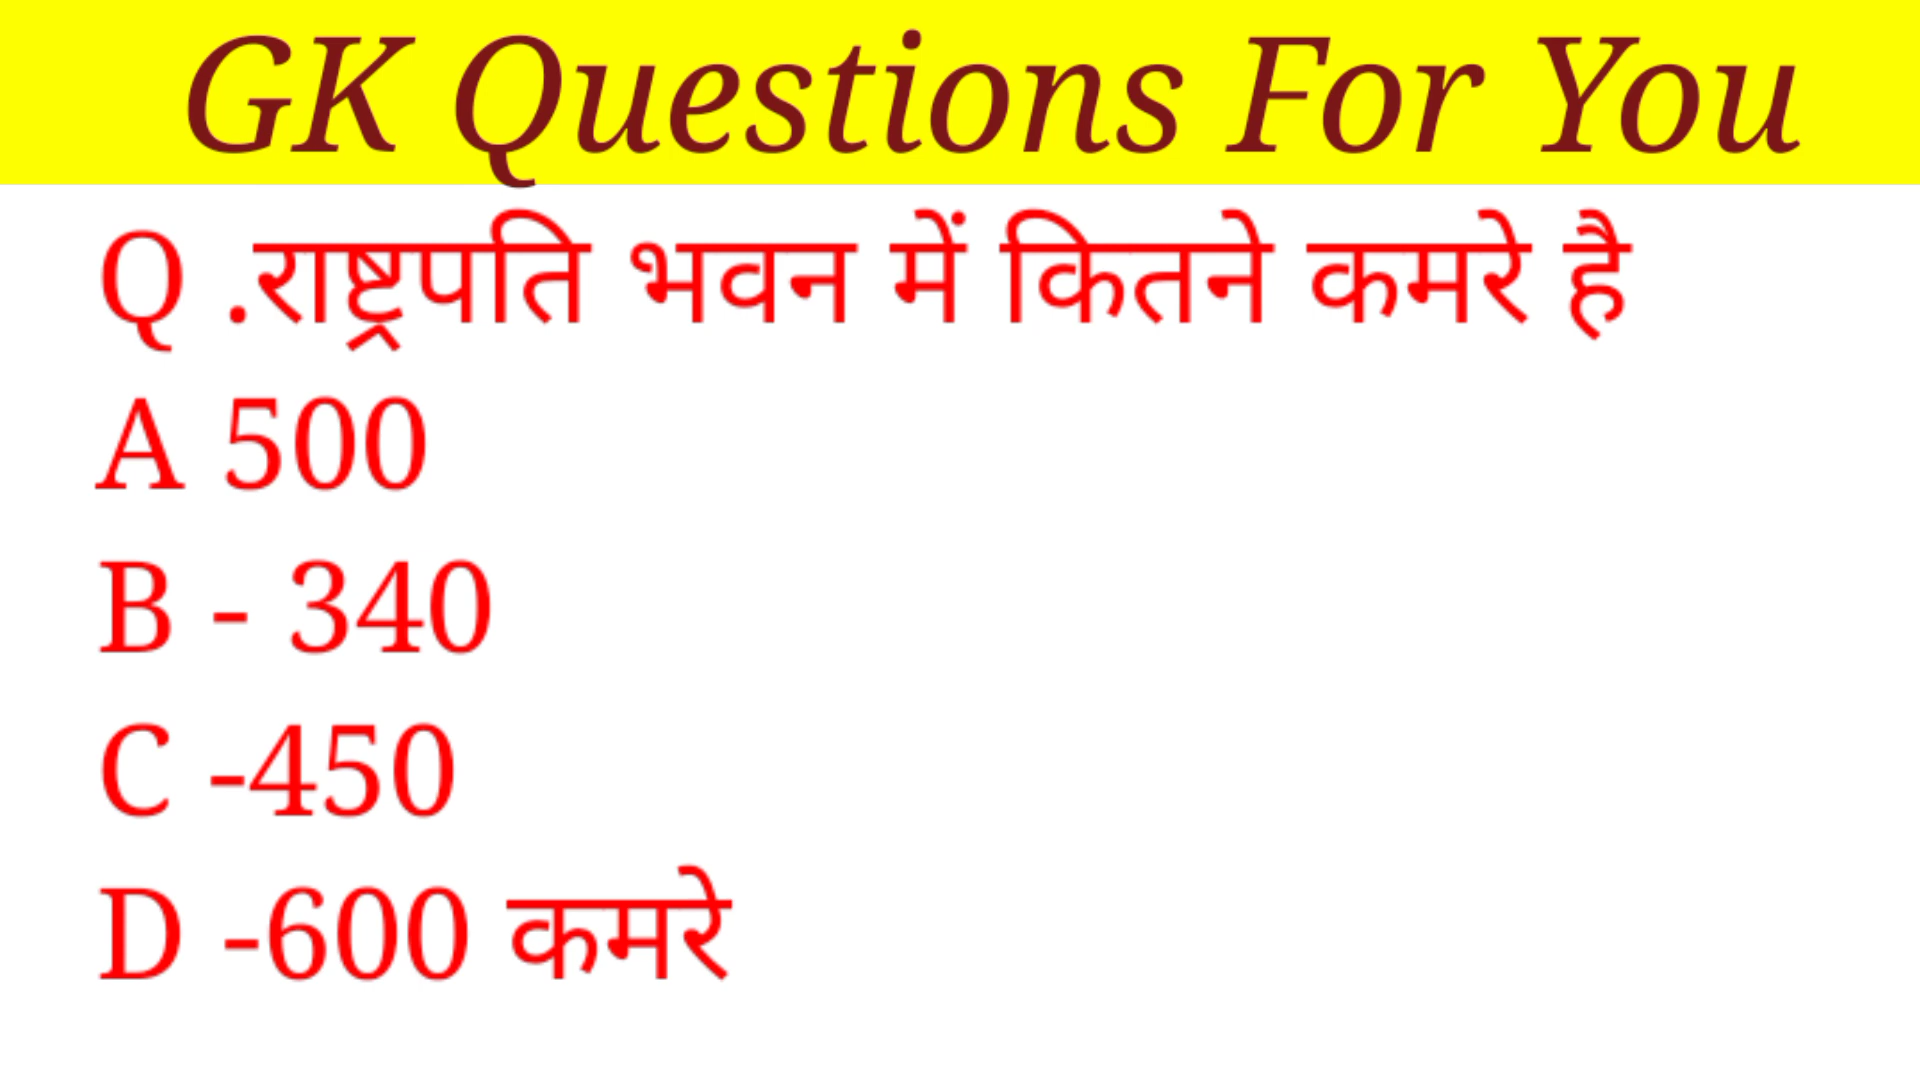 GK Questions For You
Q .राष्ट्रपति भवन में कितने कमरे है
A 500
B - 340
C -450
D -600 कमरे